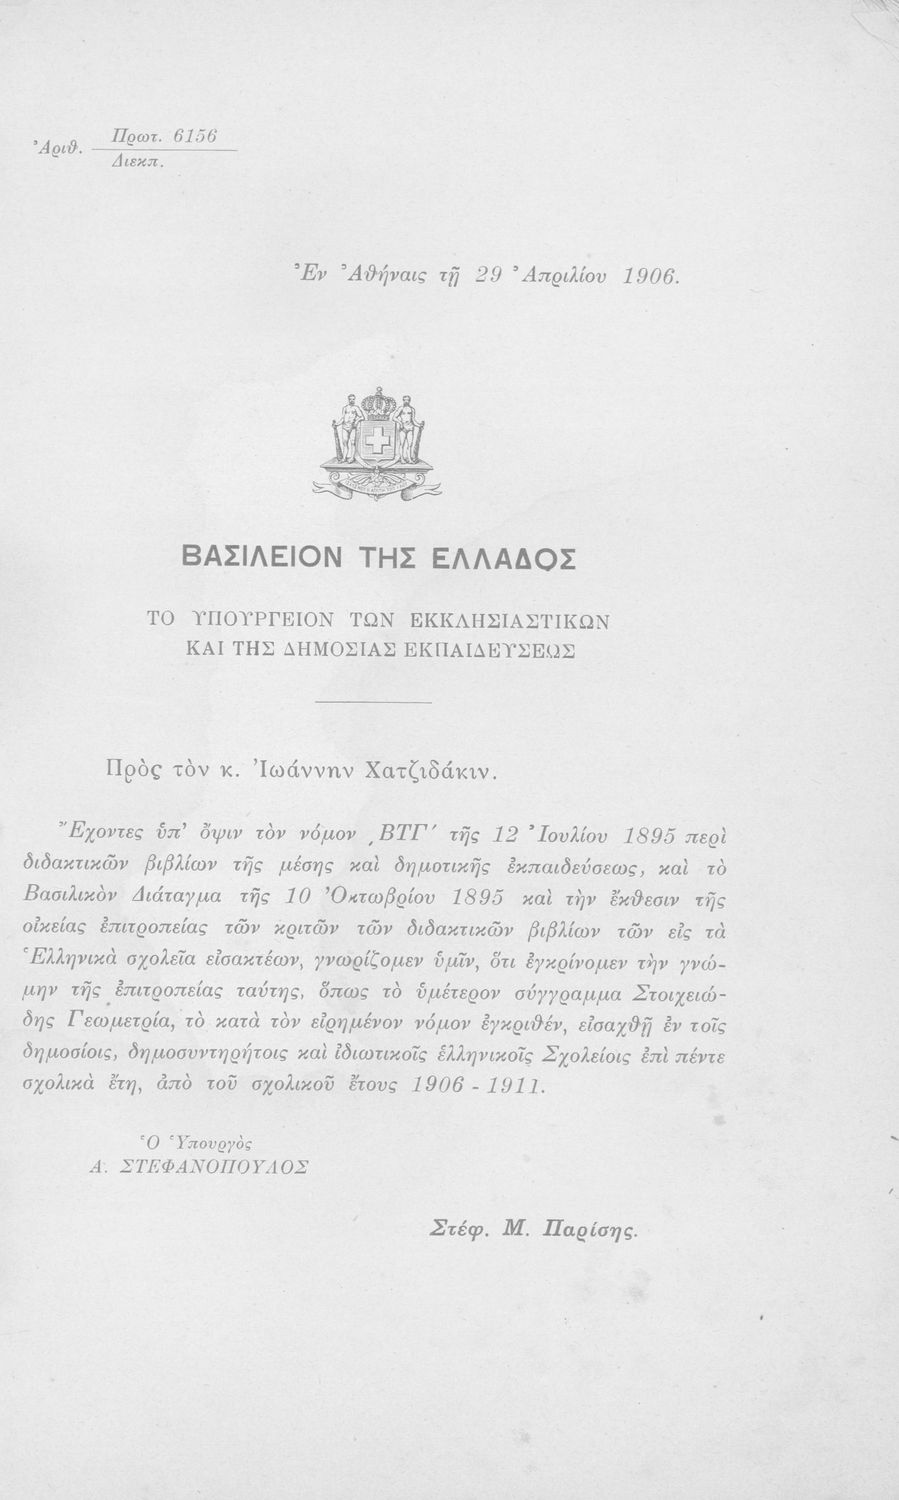 Ἀριθ. Πρωτ. 6156
Διεκπ.
Ἐν Ἀθήναις τῇ 29 Ἀπριλίου 1906.
ΒΑΣΙΛΕΙΟΝ ΤΗΣ ΕΛΛΑΔΟΣ
ΤΟ ΥΠΟΥΡΓΕΙΟΝ ΤΩΝ ΕΚΚΛΗΣΙΑΣΤΙΚΩΝ
ΚΑΙ ΤΗΣ ΔΗΜΟΣΙΑΣ ΕΚΠΑΙΔΕΥΣΕΩΣ
Πρὸς τὸν κ. Ἰωάννην Χατζιδάκιν.
Ἔχοντες ὑπ' ὄψιν τὸν νόμον ͵ΒΤΓ′ τῆς 12 Ἰουλίου 1895 περὶ
διδακτικῶν βιβλίων τῆς μέσης καὶ δημοτικῆς ἐκπαιδεύσεως, καὶ τὸ
Βασιλικὸν Διάταγμα τῆς 10 Ὀκτωβρίου 1895 καὶ τὴν ἔκθεσιν τῆς
οἰκείας ἐπιτροπείας τῶν κριτῶν τῶν διδακτικῶν βιβλίων τῶν εἰς τὰ
Ἑλληνικὰ σχολεῖα εἰσακτέων, γνωρίζομεν ὑμῖν, ὅτι ἐγκρίνομεν τὴν γνώ-
μην τῆς ἐπιτροπείας ταύτης, ὅπως τὸ ὑμέτερον σύγγραμμα Στοιχειώ-
δης Γεωμετρία, τὸ κατὰ τὸν εἰρημένον νόμον ἐγκριθέν, εἰσαχθῇ ἐν τοῖς
δημοσίοις, δημοσυντηρήτοις καὶ ἰδιωτικοῖς ἑλληνικοῖς Σχολείοις ἐπὶ πέντε
σχολικὰ ἔτη, ἀπὸ τοῦ σχολικοῦ ἔτους 1906 - 1911.
Ὁ Ὑπουργὸς
Α. ΣΤΕΦΑΝΟΠΟΥΛΟΣ
Στέφ. Μ. Παρίσης.